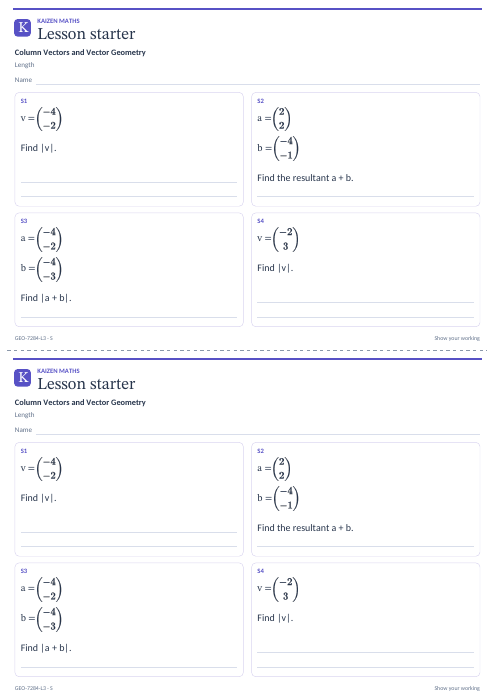 K
KAIZEN MATHS
Lesson starter
Column Vectors and Vector Geometry
Length
Name
S1
v = (−4
−2)
Find |v|.
S2
a = (2
2)
b = (−4
−1)
Find the resultant a + b.
S3
a = (−4
−2)
b = (−4
−3)
Find |a + b|.
S4
v = (−2
3)
Find |v|.
GEO-7284-L3 · S
Show your working
K
KAIZEN MATHS
Lesson starter
Column Vectors and Vector Geometry
Length
Name
S1
v = (−4
−2)
Find |v|.
S2
a = (2
2)
b = (−4
−1)
Find the resultant a + b.
S3
a = (−4
−2)
b = (−4
−3)
Find |a + b|.
S4
v = (−2
3)
Find |v|.
GEO-7284-L3 · S
Show your working